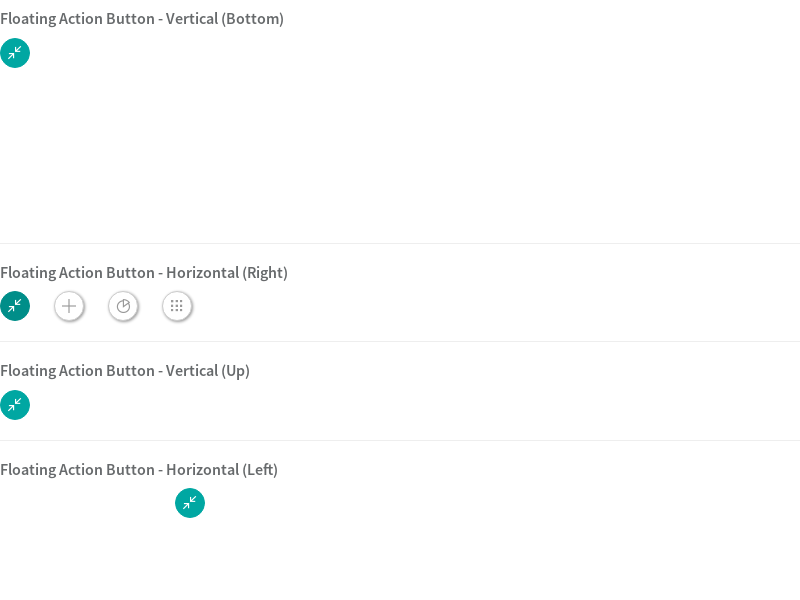 Floating Action Button - Vertical (Bottom)
Floating Action Button - Horizontal (Right)
Floating Action Button - Vertical (Up)
Floating Action Button - Horizontal (Left)